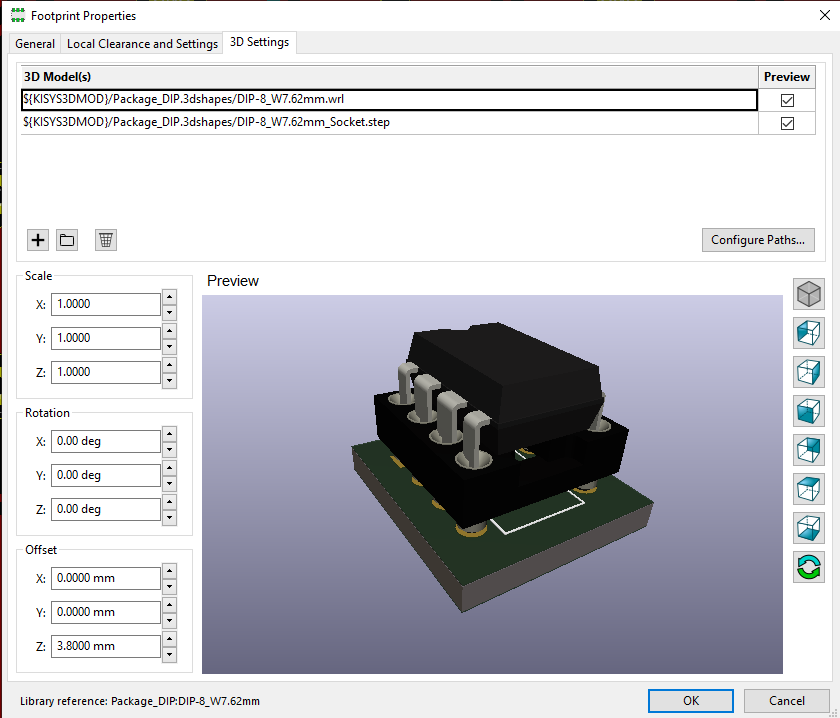 Footprint Properties
General Local Clearance and Settings 3D Settings
3D Model(s) Preview
${KISYS3DMOD}/Package_DIP.3dshapes/DIP-8_W7.62mm.wrl
${KISYS3DMOD}/Package_DIP.3dshapes/DIP-8_W7.62mm_Socket.step
Configure Paths...
Scale
X: 1.0000
Y: 1.0000
Z: 1.0000
Rotation
X: 0.00 deg
Y: 0.00 deg
Z: 0.00 deg
Offset
X: 0.0000 mm
Y: 0.0000 mm
Z: 3.8000 mm
Preview
Library reference: Package_DIP:DIP-8_W7.62mm
OK Cancel